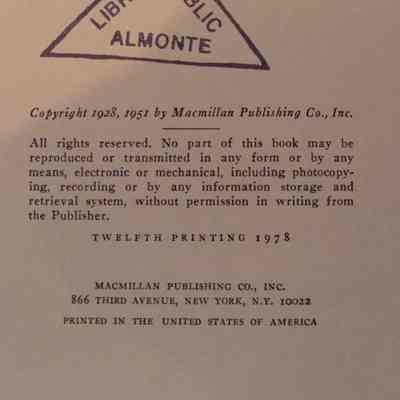 PUBLIC
LIBR
ALMONTE
Copyright 1928, 1951 by Macmillan Publishing Co., Inc.
All rights reserved. No part of this book may be
reproduced or transmitted in any form or by any
means, electronic or mechanical, including photocopy-
ing, recording or by any information storage and
retrieval system, without permission in writing from
the Publisher.
TWELFTH PRINTING 1978
MACMILLAN PUBLISHING CO., INC.
866 THIRD AVENUE, NEW YORK, N.Y. 10022
PRINTED IN THE UNITED STATES OF AMERICA